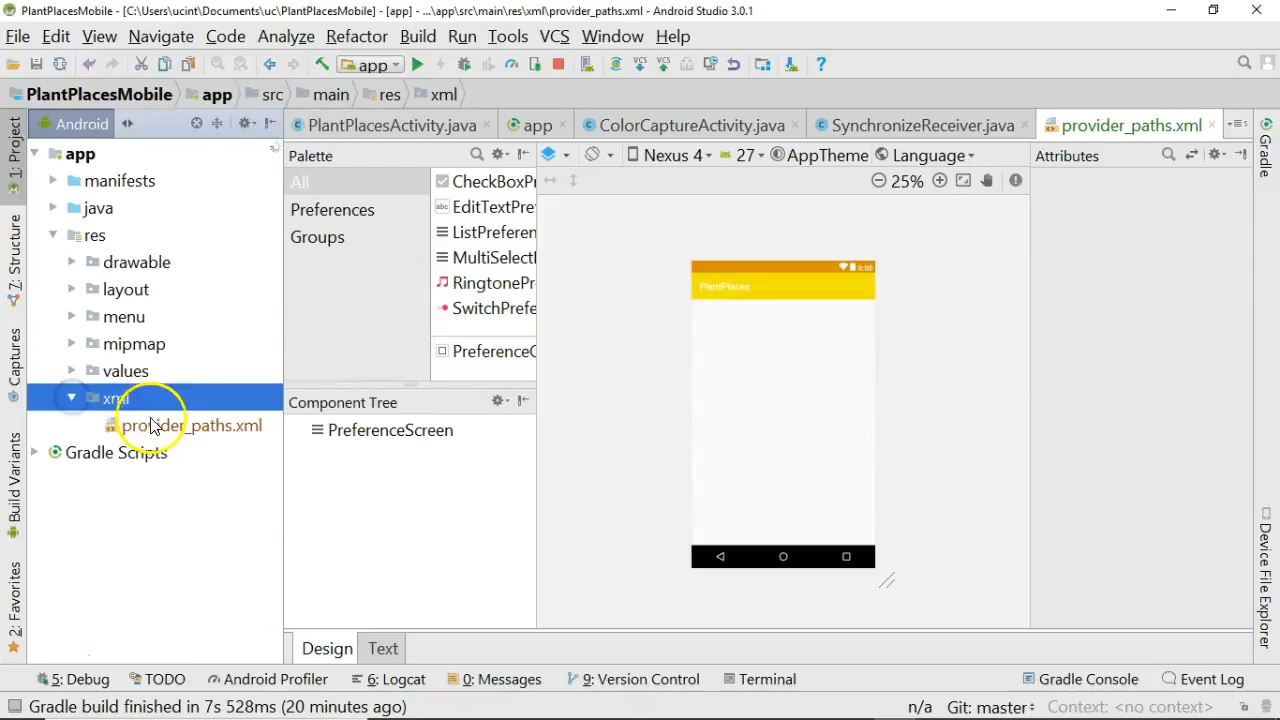 PlantPlacesMobile - [C:\Users\ucint\Documents\uc\PlantPlacesMobile] - [app] - ...\app\src\main\res\xml\provider_paths.xml - Android Studio 3.0.1
File Edit View Navigate Code Analyze Refactor Build Run Tools VCS Window Help
app
PlantPlacesMobile app src main res xml
Android
PlantPlacesActivity.java app ColorCaptureActivity.java SynchronizeReceiver.java provider_paths.xml
Palette
Nexus 4 27 AppTheme Language
Attributes
25%
1: Project
Z: Structure
Captures
Build Variants
2: Favorites
app
manifests
java
res
drawable
layout
menu
mipmap
values
xml
provider_paths.xml
Gradle Scripts
All
Preferences
Groups
CheckBoxPr
EditTextPre
ListPreferen
MultiSelectl
RingtonePr
SwitchPrefe
PreferenceC
Component Tree
PreferenceScreen
8:00
PlantPlaces
Gradle
Device File Explorer
Design Text
5: Debug TODO Android Profiler 6: Logcat 0: Messages 9: Version Control Terminal Gradle Console Event Log
Gradle build finished in 7s 528ms (20 minutes ago) n/a Git: master Context: <no context>